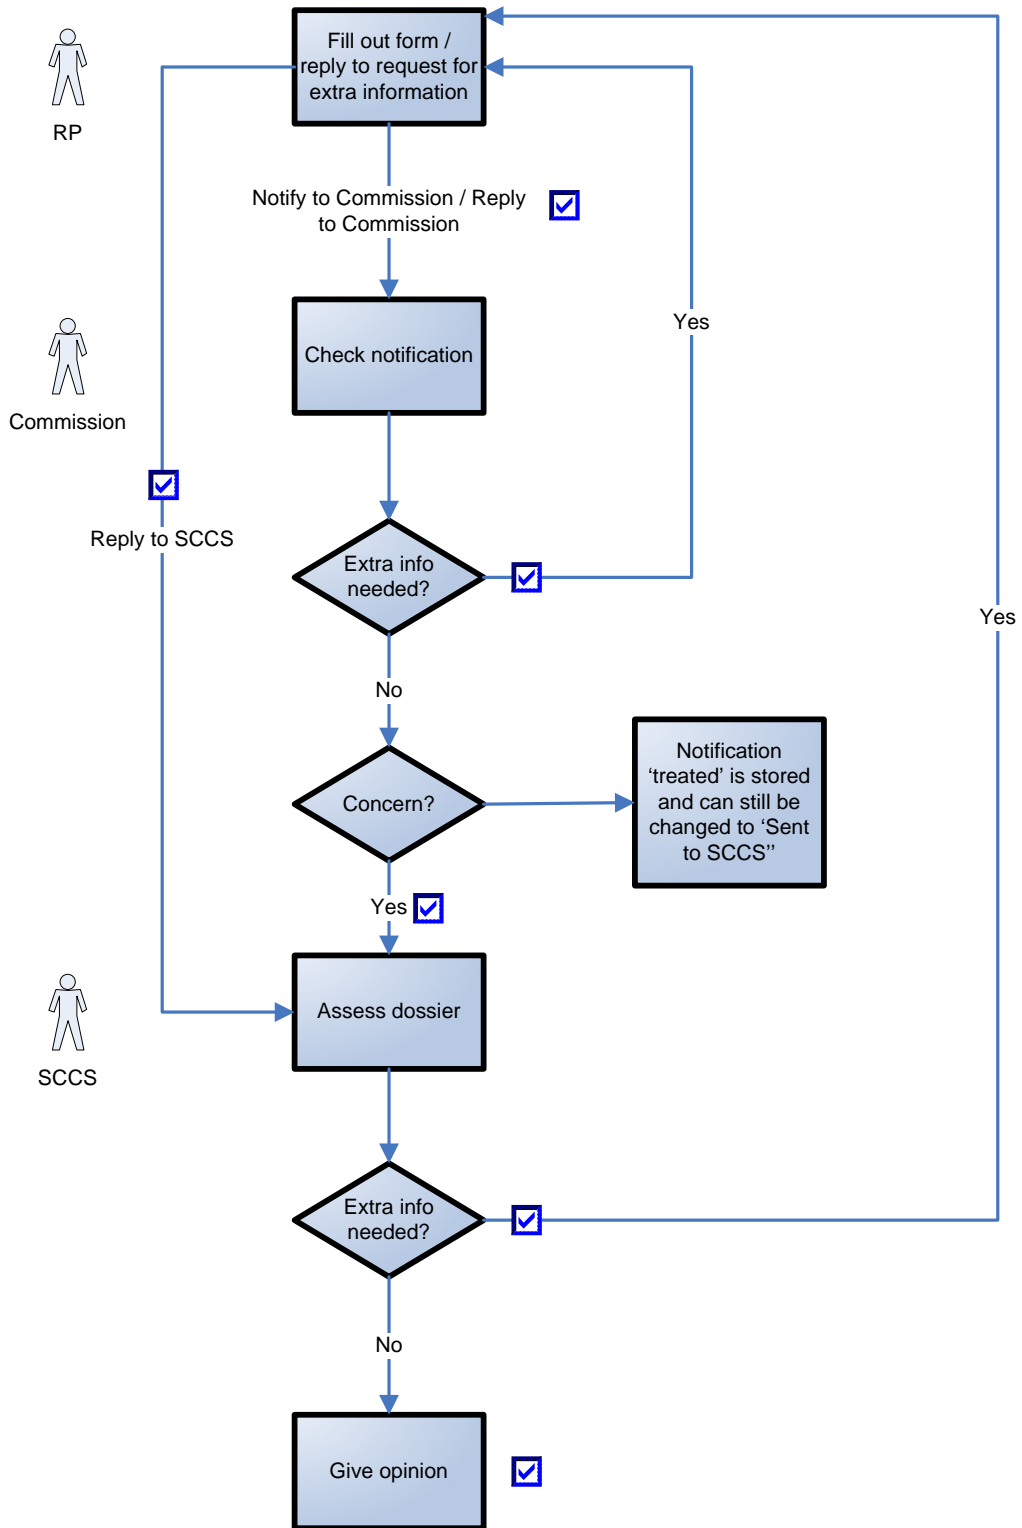 Fill out form /
reply to request for
extra information
RP
Notify to Commission / Reply
to Commission
Yes
Check notification
Commission
Reply to SCCS
Extra info
needed?
Yes
No
Notification
‘treated’ is stored
and can still be
changed to ‘Sent
to SCCS’’
Concern?
Yes
Assess dossier
SCCS
Extra info
needed?
No
Give opinion